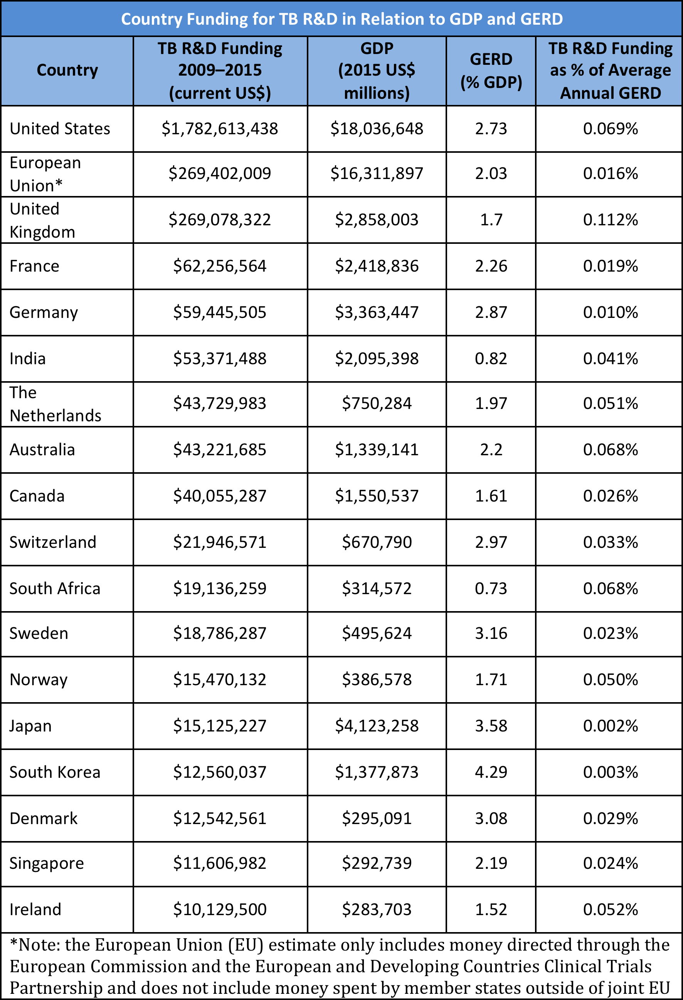 Country Funding for TB R&D in Relation to GDP and GERD
Country
TB R&D Funding
2009–2015
(current US$)
GDP
(2015 US$
millions)
GERD
(% GDP)
TB R&D Funding
as % of Average
Annual GERD
United States $1,782,613,438 $18,036,648 2.73 0.069%
European
Union* $269,402,009 $16,311,897 2.03 0.016%
United
Kingdom $269,078,322 $2,858,003 1.7 0.112%
France $62,256,564 $2,418,836 2.26 0.019%
Germany $59,445,505 $3,363,447 2.87 0.010%
India $53,371,488 $2,095,398 0.82 0.041%
The
Netherlands $43,729,983 $750,284 1.97 0.051%
Australia $43,221,685 $1,339,141 2.2 0.068%
Canada $40,055,287 $1,550,537 1.61 0.026%
Switzerland $21,946,571 $670,790 2.97 0.033%
South Africa $19,136,259 $314,572 0.73 0.068%
Sweden $18,786,287 $495,624 3.16 0.023%
Norway $15,470,132 $386,578 1.71 0.050%
Japan $15,125,227 $4,123,258 3.58 0.002%
South Korea $12,560,037 $1,377,873 4.29 0.003%
Denmark $12,542,561 $295,091 3.08 0.029%
Singapore $11,606,982 $292,739 2.19 0.024%
Ireland $10,129,500 $283,703 1.52 0.052%
*Note: the European Union (EU) estimate only includes money directed through the
European Commission and the European and Developing Countries Clinical Trials
Partnership and does not include money spent by member states outside of joint EU